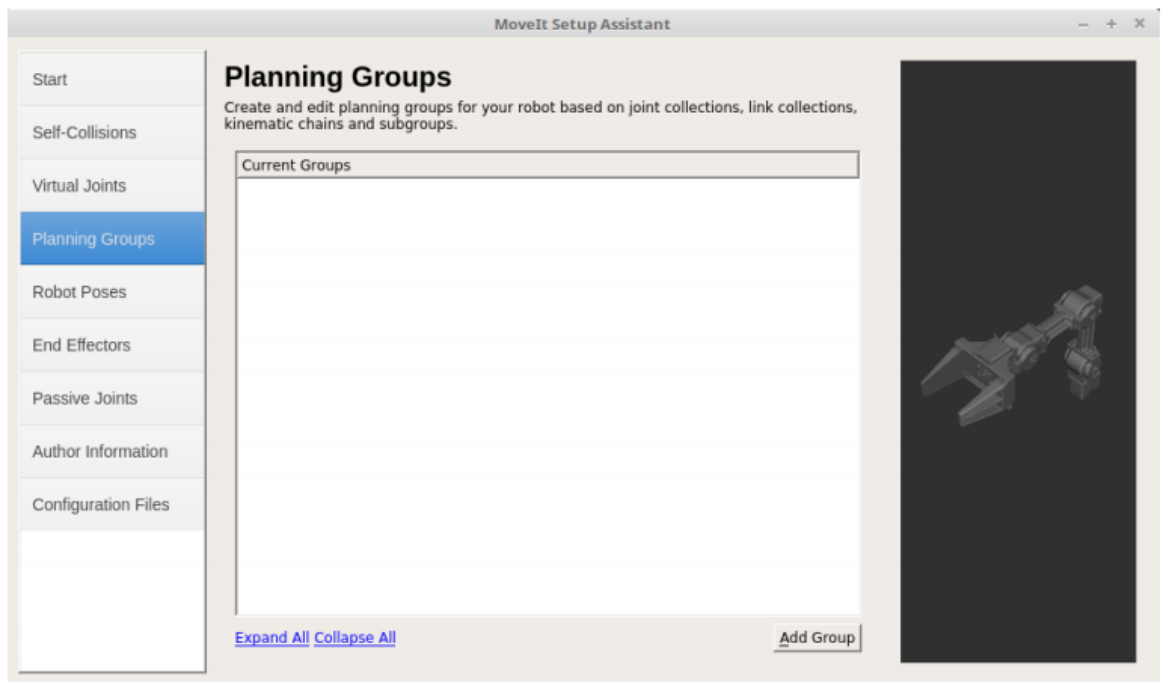 MoveIt Setup Assistant
Start
Self-Collisions
Virtual Joints
Planning Groups
Robot Poses
End Effectors
Passive Joints
Author Information
Configuration Files
Planning Groups
Create and edit planning groups for your robot based on joint collections, link collections,
kinematic chains and subgroups.
Current Groups
Expand All Collapse All
Add Group